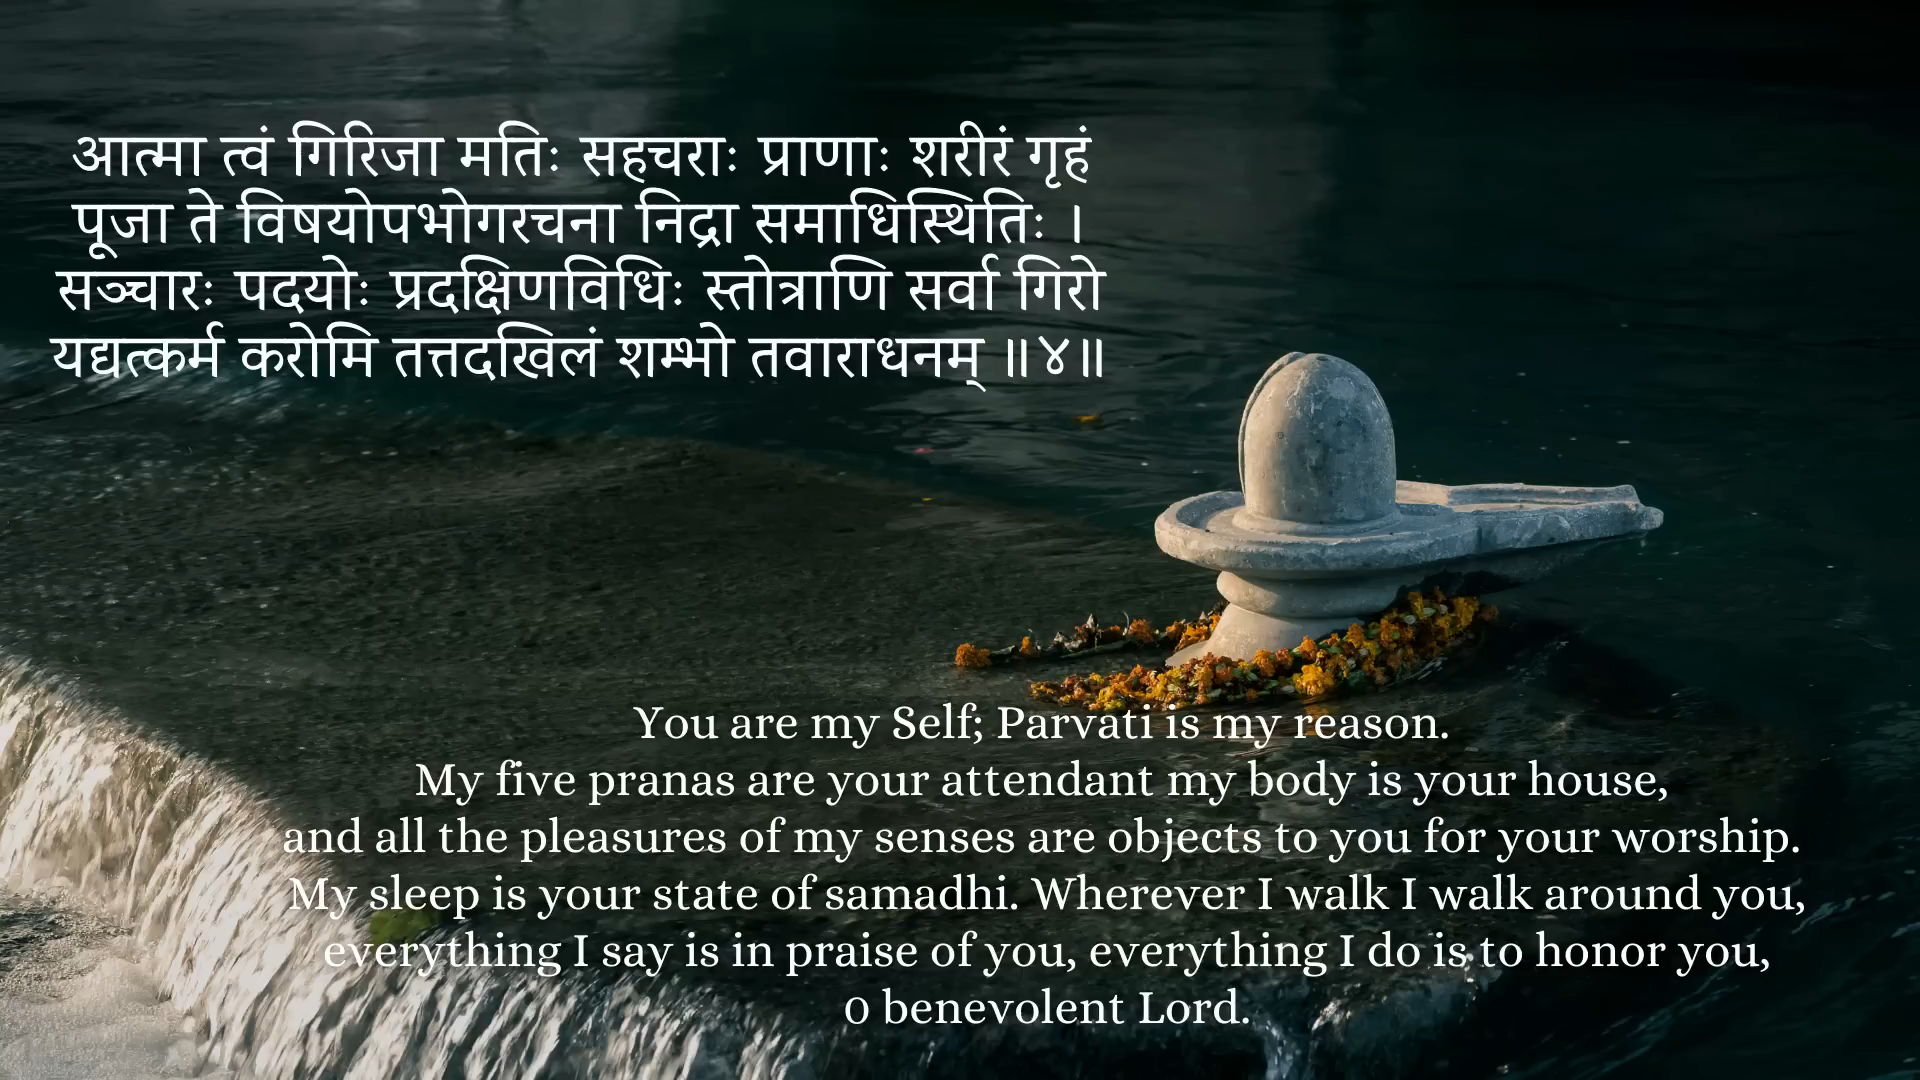 आत्मा त्वं गिरिजा मतिः सहचराः प्राणाः शरीरं गृहं
पूजा ते विषयोपभोगरचना निद्रा समाधिस्थितिः ।
सञ्चारः पदयोः प्रदक्षिणविधिः स्तोत्राणि सर्वा गिरो
यद्यत्कर्म करोमि तत्तदखिलं शम्भो तवाराधनम् ॥४॥
You are my Self; Parvati is my reason.
My five pranas are your attendant my body is your house,
and all the pleasures of my senses are objects to you for your worship.
My sleep is your state of samadhi. Wherever I walk I walk around you,
everything I say is in praise of you, everything I do is to honor you,
0 benevolent Lord.